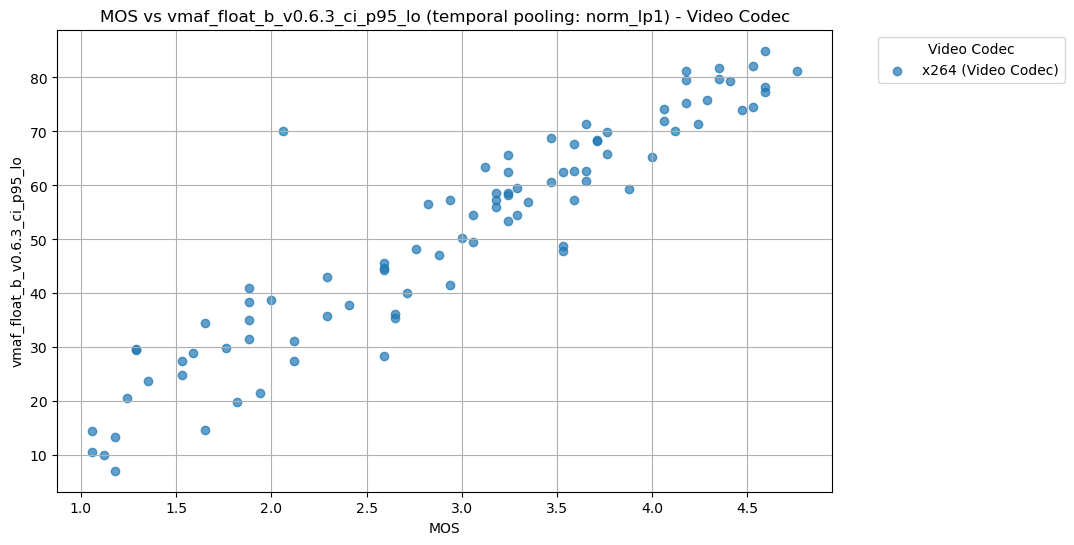 MOS vs vmaf_float_b_v0.6.3_ci_p95_lo (temporal pooling: norm_lp1) - Video Codec
Video Codec
x264 (Video Codec)
vmaf_float_b_v0.6.3_ci_p95_lo
80
70
60
50
40
30
20
10
1.0 1.5 2.0 2.5 3.0 3.5 4.0 4.5
MOS